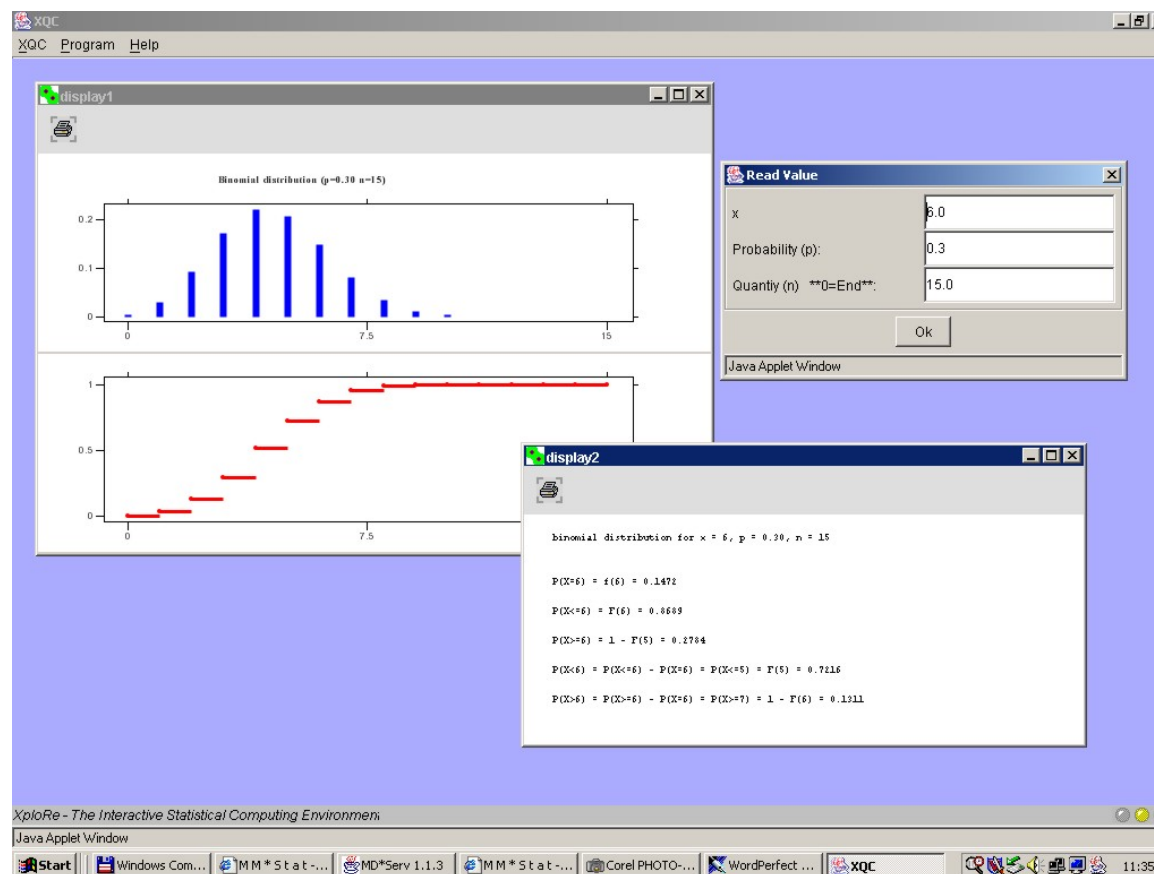 XQC
XQC Program Help
display1
Binomial distribution (p=0.30 n=15)
0.2
0.1
0
0 7.5 15
1
0.5
0
0 7.5
Read Value
x 6.0
Probability (p): 0.3
Quantiy (n) **0=End**: 15.0
Ok
Java Applet Window
display2
binomial distribution for x = 6, p = 0.30, n = 15
P(X=6) = f(6) = 0.1472
P(X<=6) = F(6) = 0.8689
P(X>=6) = 1 - F(5) = 0.2784
P(X<6) = P(X<=6) - P(X=6) = P(X<=5) = F(5) = 0.7216
P(X>6) = P(X>=6) - P(X=6) = P(X>=7) = 1 - F(6) = 0.1311
XploRe - The Interactive Statistical Computing Environmen
Java Applet Window
Start Windows Com... M M * S t a t -... MD*Serv 1.1.3 M M * S t a t -... Corel PHOTO-... WordPerfect ... XQC 11:35